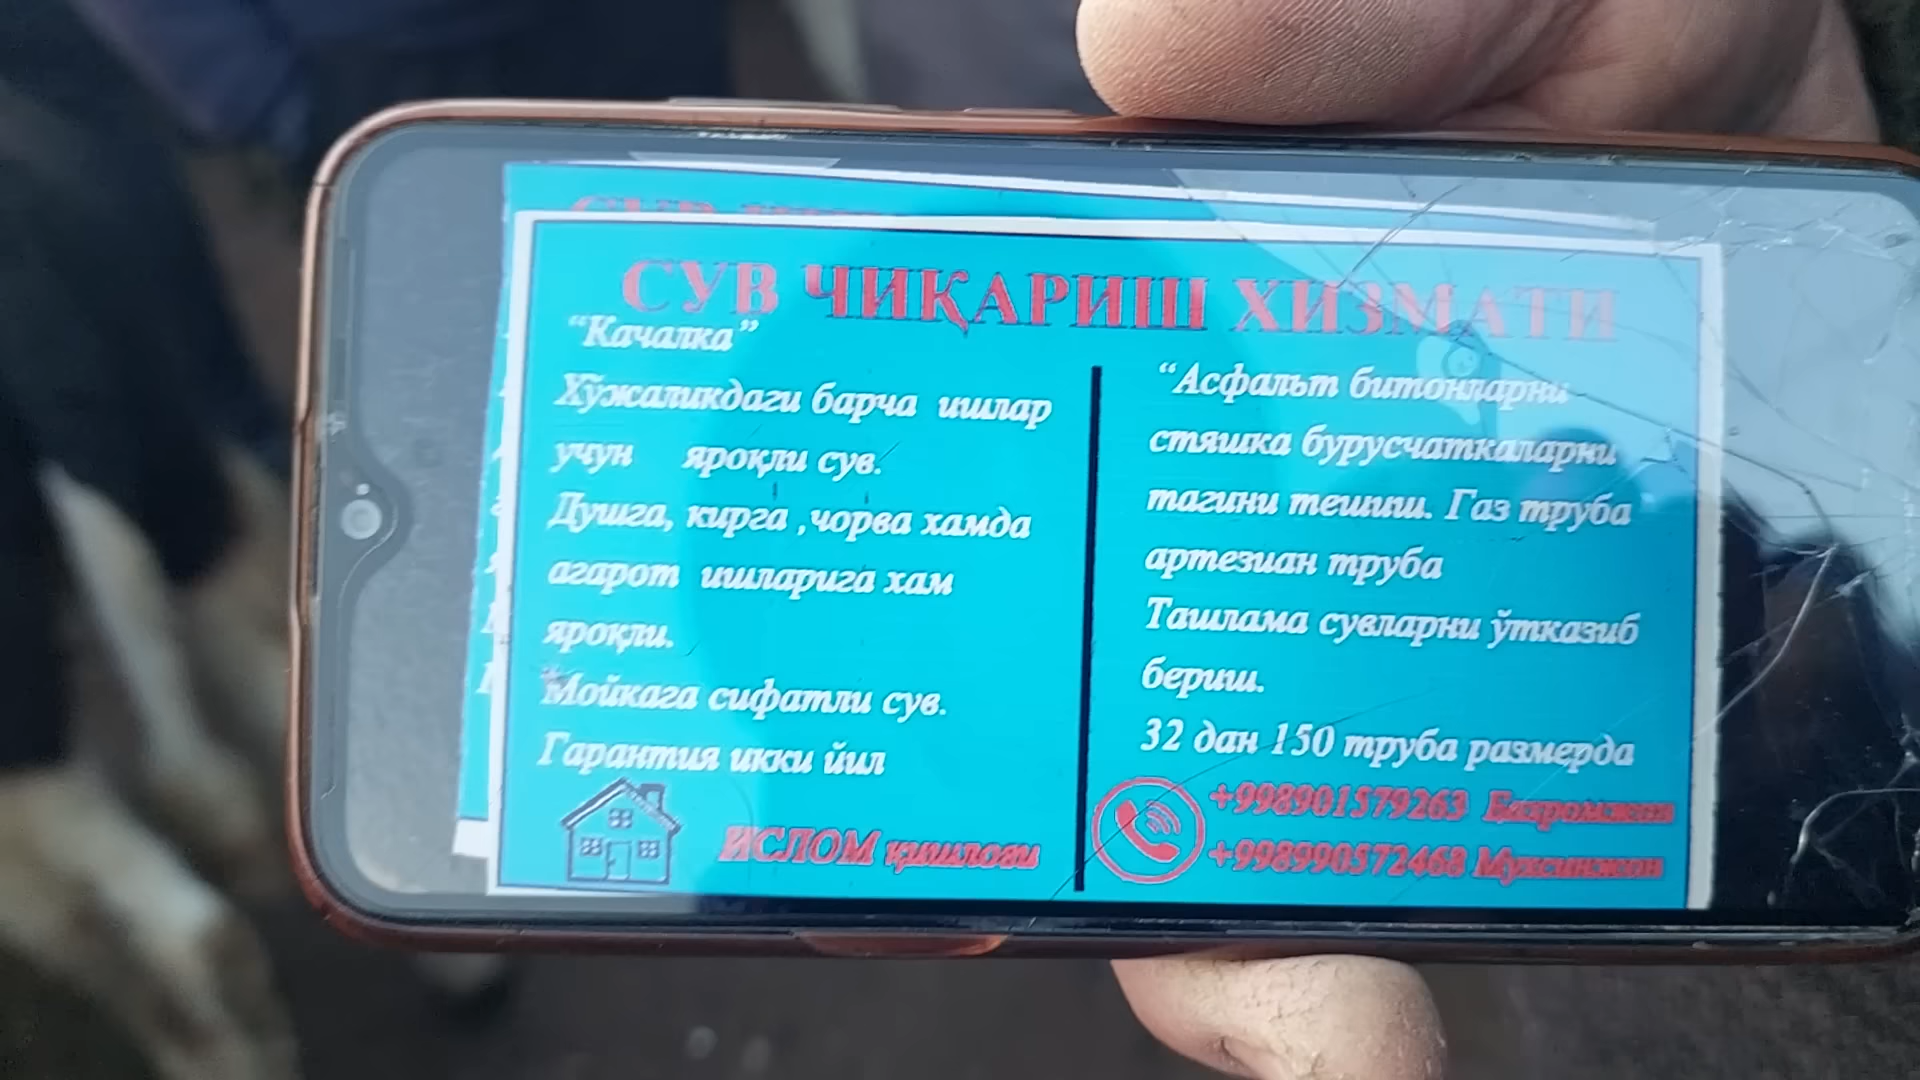 СУВ ЧИҚАРИШ ХИЗМАТИ
“Качалка”
Хўжаликдаги барча ишлар
учун яроқли сув.
Душга, кирга ,чорва хамда
агарот ишларига хам
яроқли.
*Мойкага сифатли сув.
Гарантия икки йил
ИСЛОМ қишлоғи
“Асфальт битонларни
стяшка бурусчаткаларни
тагини тешиш. Газ труба
артезиан труба
Ташлама сувларни ўтказиб
бериш.
32 дан 150 труба размерда
+998901579263 Бахромжон
+998990572468 Мухсинжон